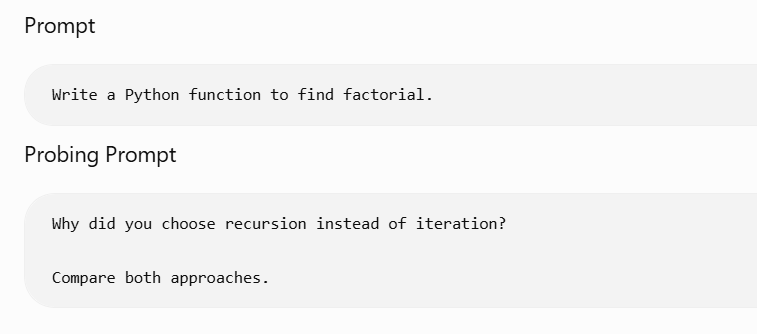 Prompt
Write a Python function to find factorial.
Probing Prompt
Why did you choose recursion instead of iteration?
Compare both approaches.